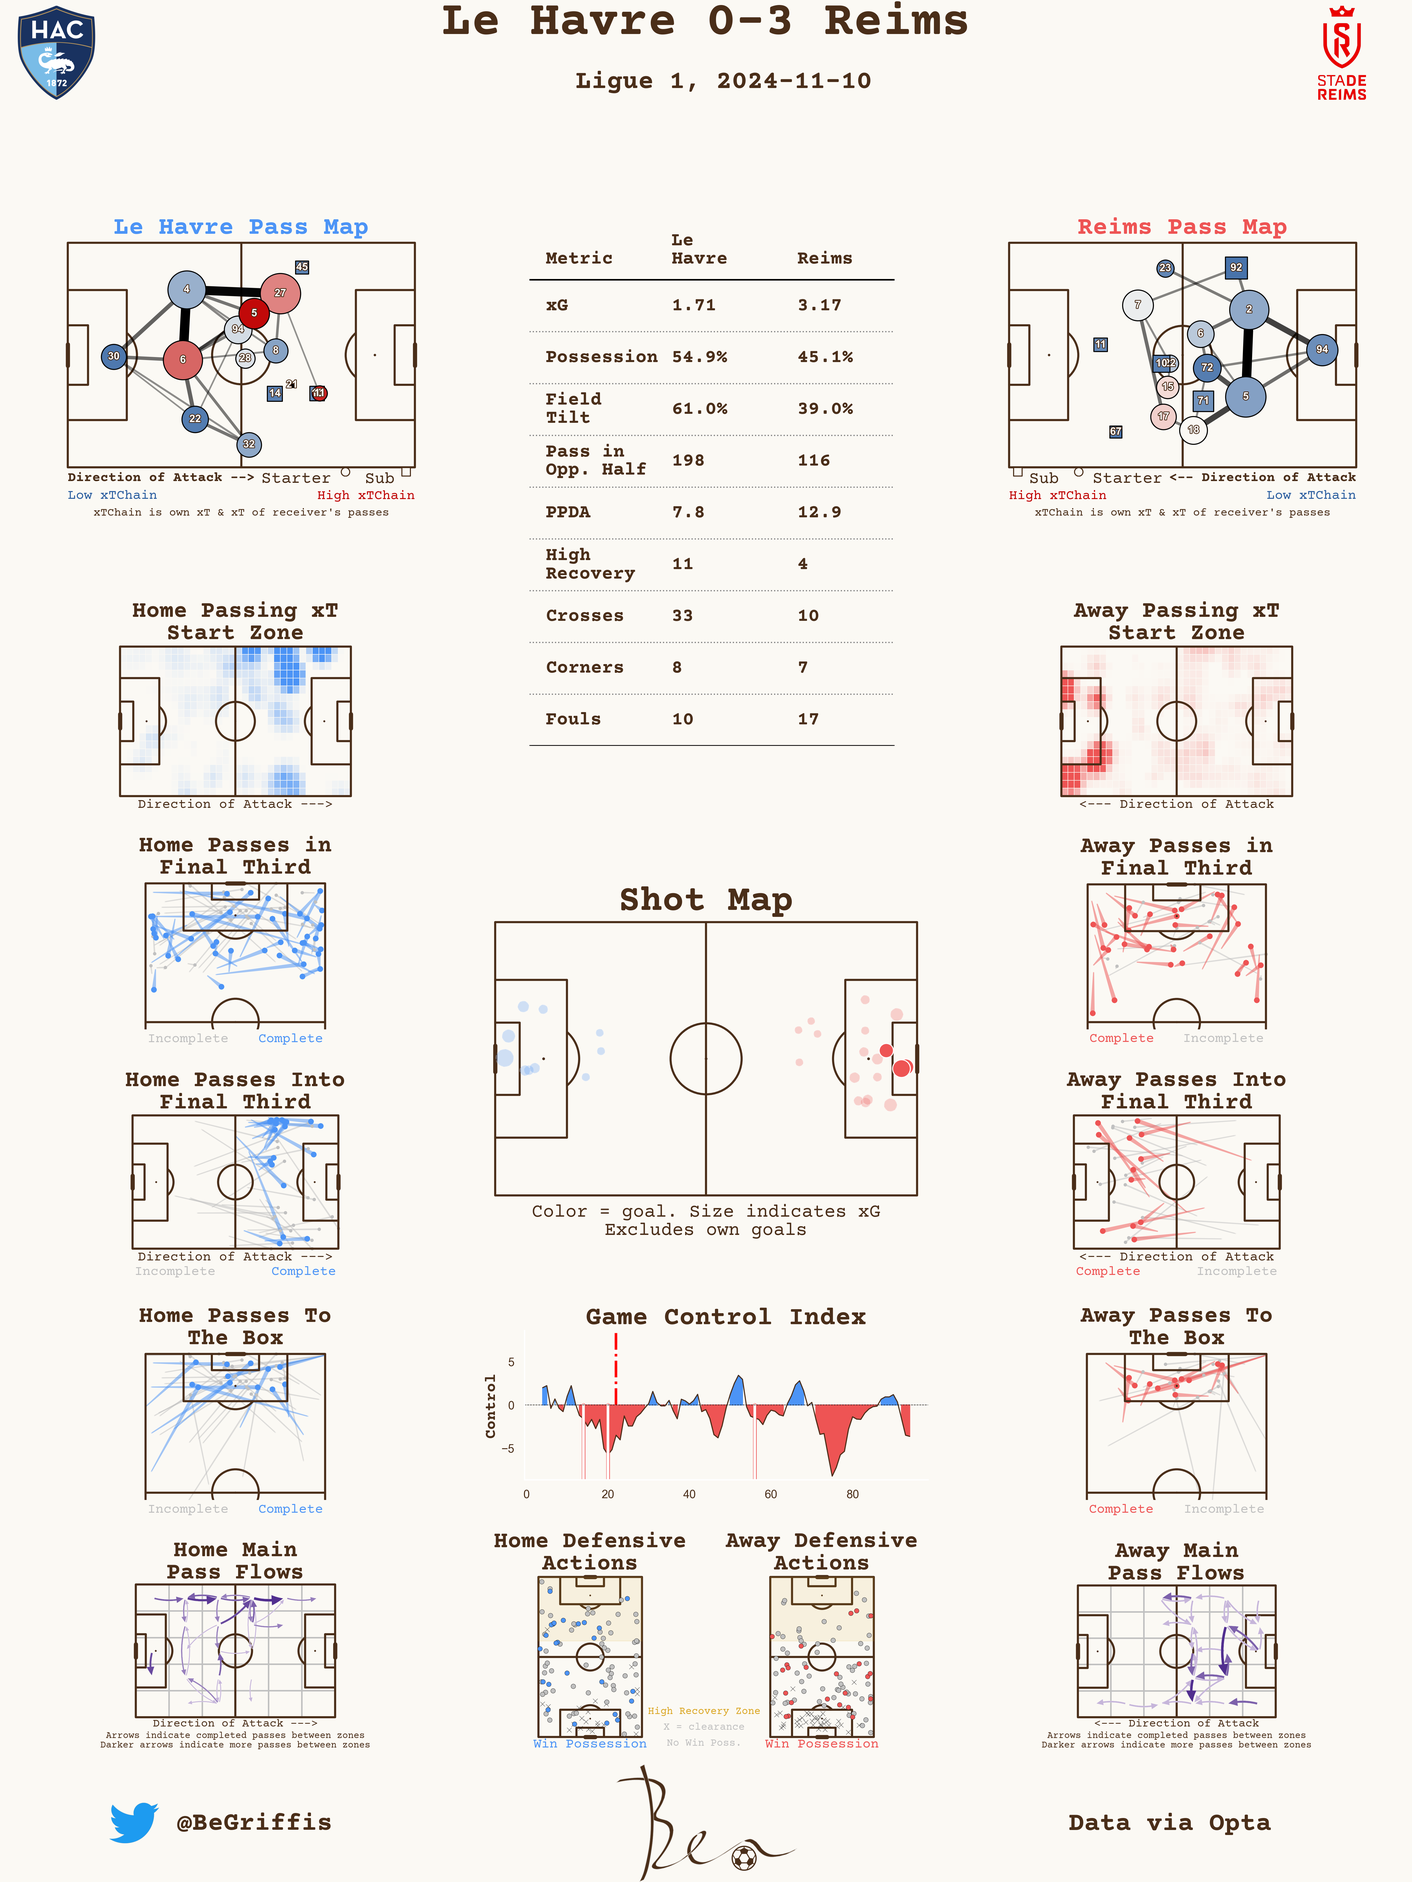 Le Havre 0-3 Reims
Ligue 1, 2024-11-10
HAC
1872
STADE
REIMS
Le Havre Pass Map
45
4
27
5
94
30
6
28
8
21
14
22
32
Direction of Attack --> Starter Sub
Low xTChain High xTChain
xTChain is own xT & xT of receiver's passes
Metric Le Havre Reims
xG 1.71 3.17
Possession 54.9% 45.1%
Field Tilt 61.0% 39.0%
Pass in Opp. Half 198 116
PPDA 7.8 12.9
High Recovery 11 4
Crosses 33 10
Corners 8 7
Fouls 10 17
Reims Pass Map
23
92
7
2
6
11
94
10
72
15
5
71
17
18
67
Sub Starter <-- Direction of Attack
High xTChain Low xTChain
xTChain is own xT & xT of receiver's passes
Home Passing xT
Start Zone
Direction of Attack --->
Away Passing xT
Start Zone
<--- Direction of Attack
Home Passes in
Final Third
Incomplete Complete
Away Passes in
Final Third
Complete Incomplete
Shot Map
Color = goal. Size indicates xG
Excludes own goals
Home Passes Into
Final Third
Direction of Attack --->
Incomplete Complete
Away Passes Into
Final Third
<--- Direction of Attack
Complete Incomplete
Home Passes To
The Box
Incomplete Complete
Game Control Index
Control
5
0
−5
0 20 40 60 80
Away Passes To
The Box
Complete Incomplete
Home Main
Pass Flows
Direction of Attack --->
Arrows indicate completed passes between zones
Darker arrows indicate more passes between zones
Home Defensive
Actions
Win Possession
Away Defensive
Actions
Win Possession
High Recovery Zone
X = clearance
No Win Poss.
Away Main
Pass Flows
<--- Direction of Attack
Arrows indicate completed passes between zones
Darker arrows indicate more passes between zones
@BeGriffis
Ben
Data via Opta